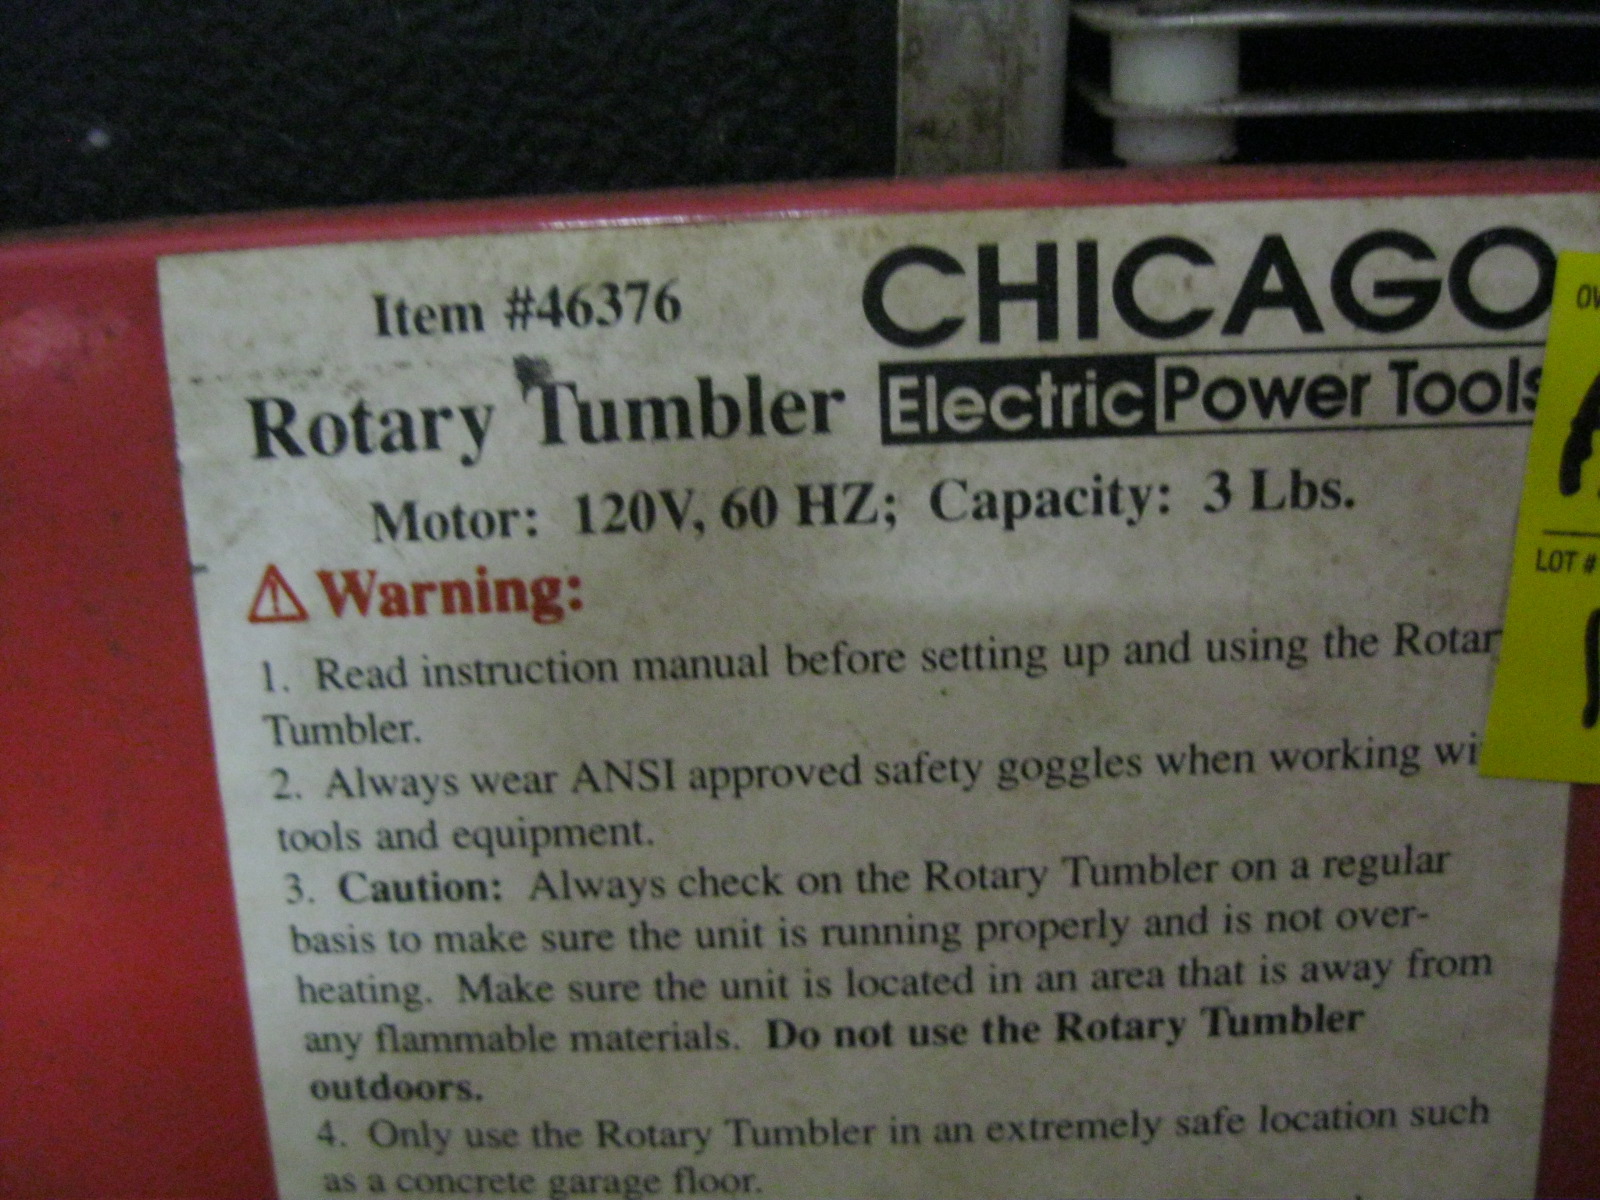 Item #46376
CHICAGO
Rotary Tumbler
Electric Power Tools
Motor: 120V, 60 HZ; Capacity: 3 Lbs.
Warning:
1. Read instruction manual before setting up and using the Rotar
Tumbler.
2. Always wear ANSI approved safety goggles when working wi
tools and equipment.
3. Caution: Always check on the Rotary Tumbler on a regular
basis to make sure the unit is running properly and is not over-
heating. Make sure the unit is located in an area that is away from
any flammable materials. Do not use the Rotary Tumbler
outdoors.
4. Only use the Rotary Tumbler in an extremely safe location such
as a concrete garage floor.
LOT #